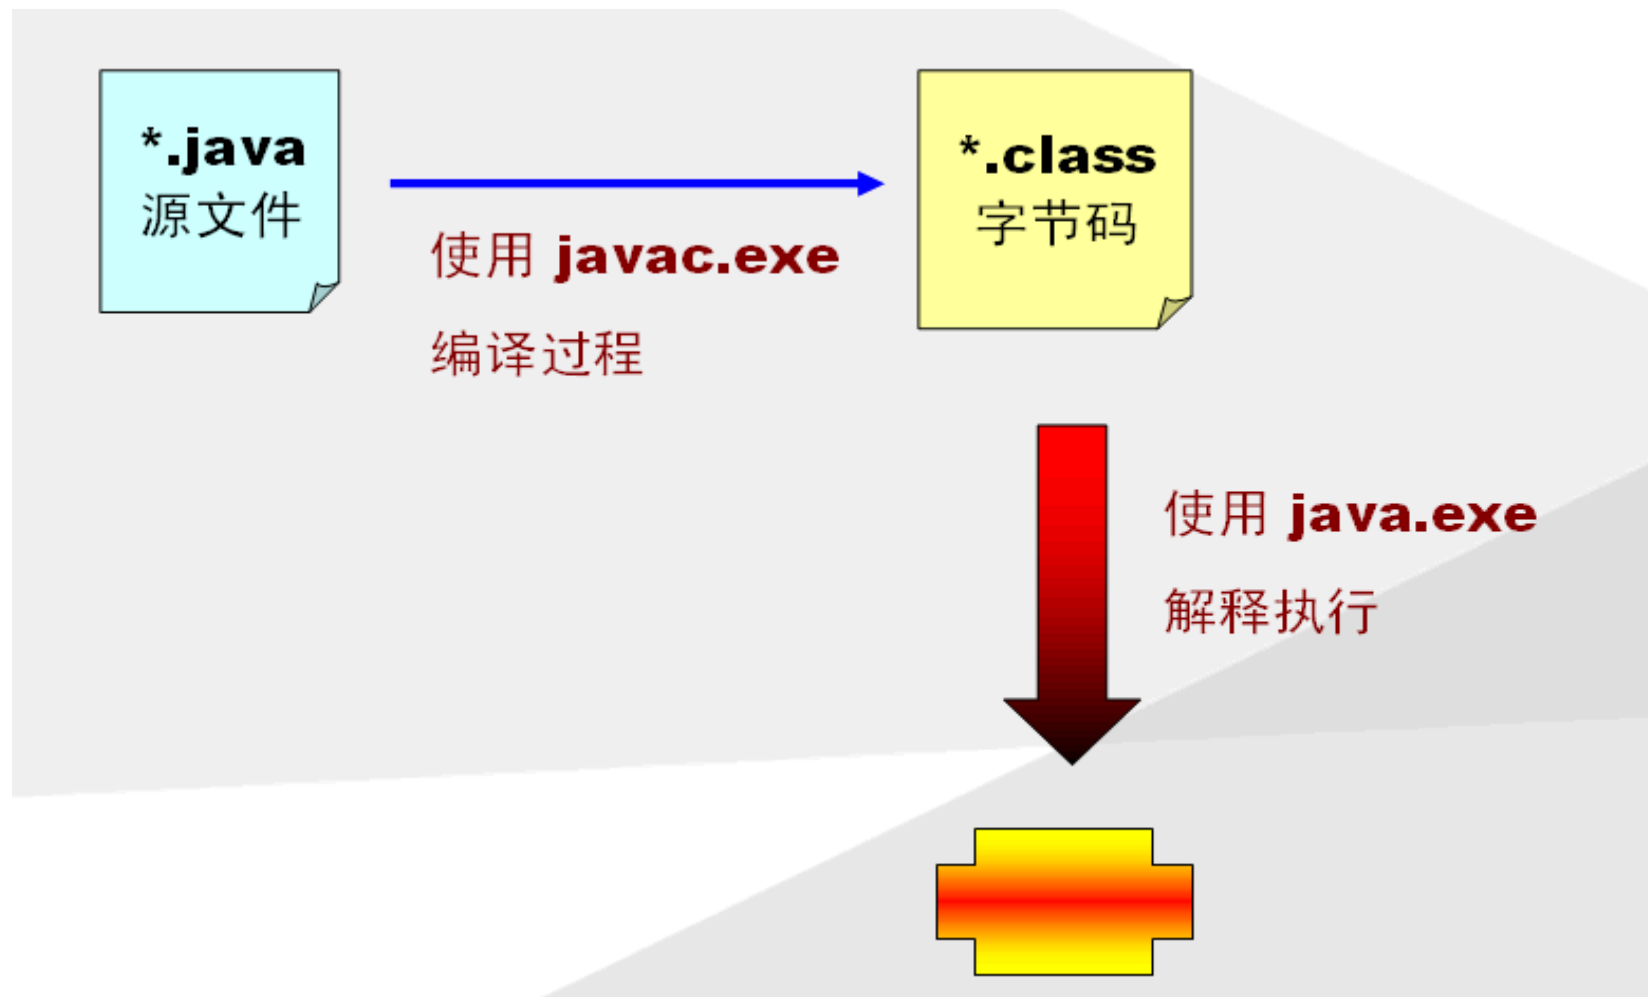 *.java
源文件
使用 javac.exe
编译过程
*.class
字节码
使用 java.exe
解释执行